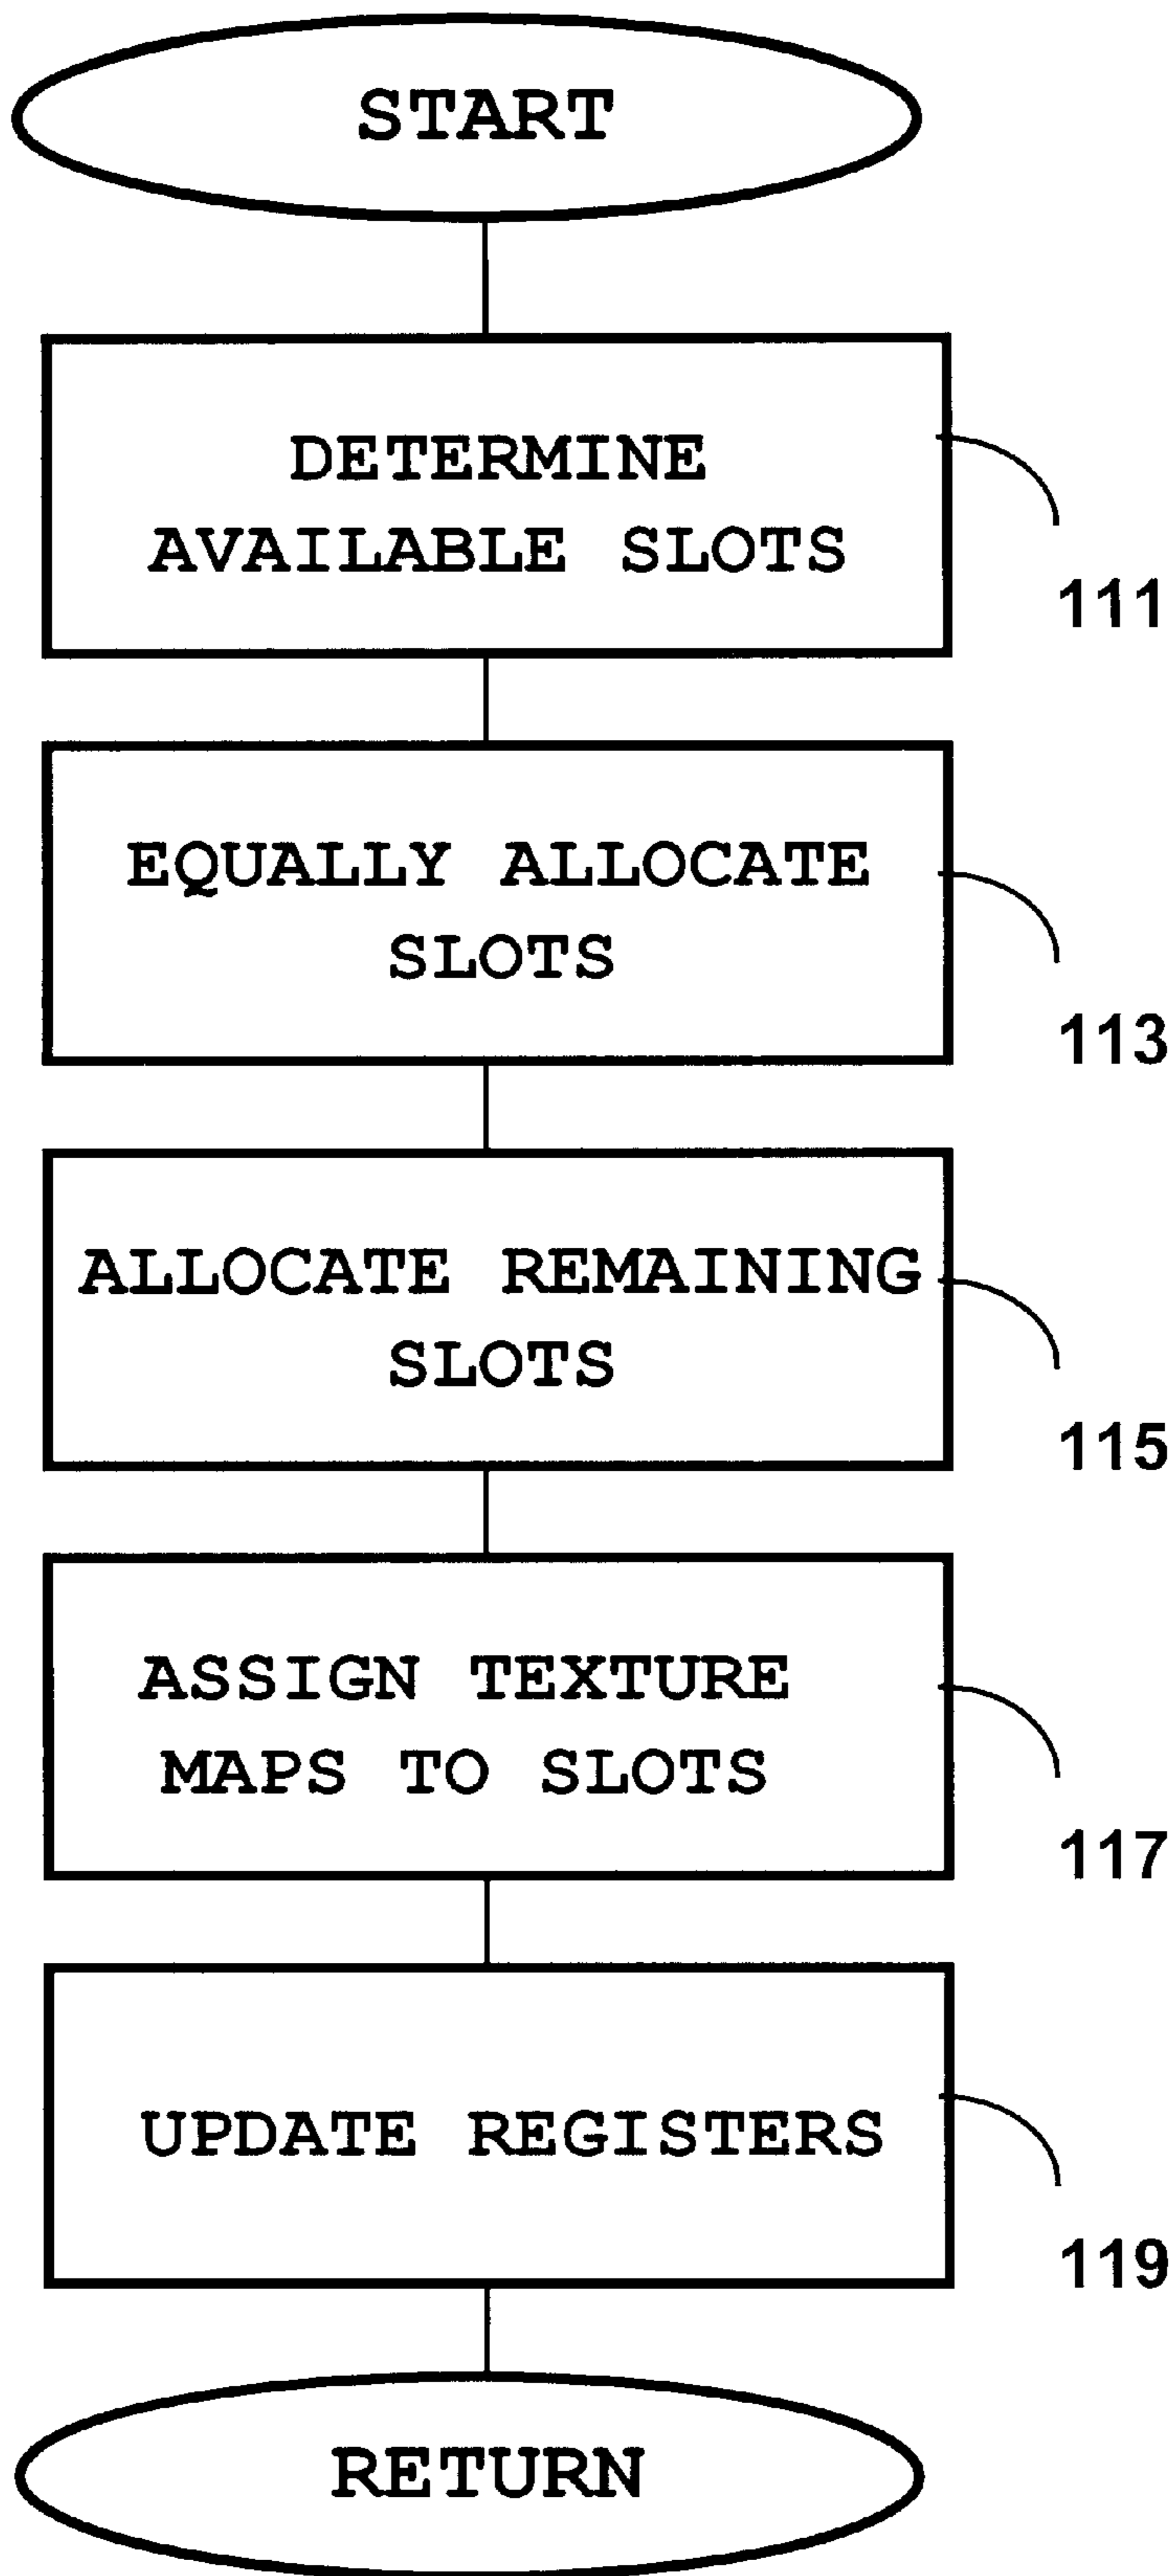 START
DETERMINE
AVAILABLE SLOTS
111
EQUALLY ALLOCATE
SLOTS
113
ALLOCATE REMAINING
SLOTS
115
ASSIGN TEXTURE
MAPS TO SLOTS
117
UPDATE REGISTERS
119
RETURN